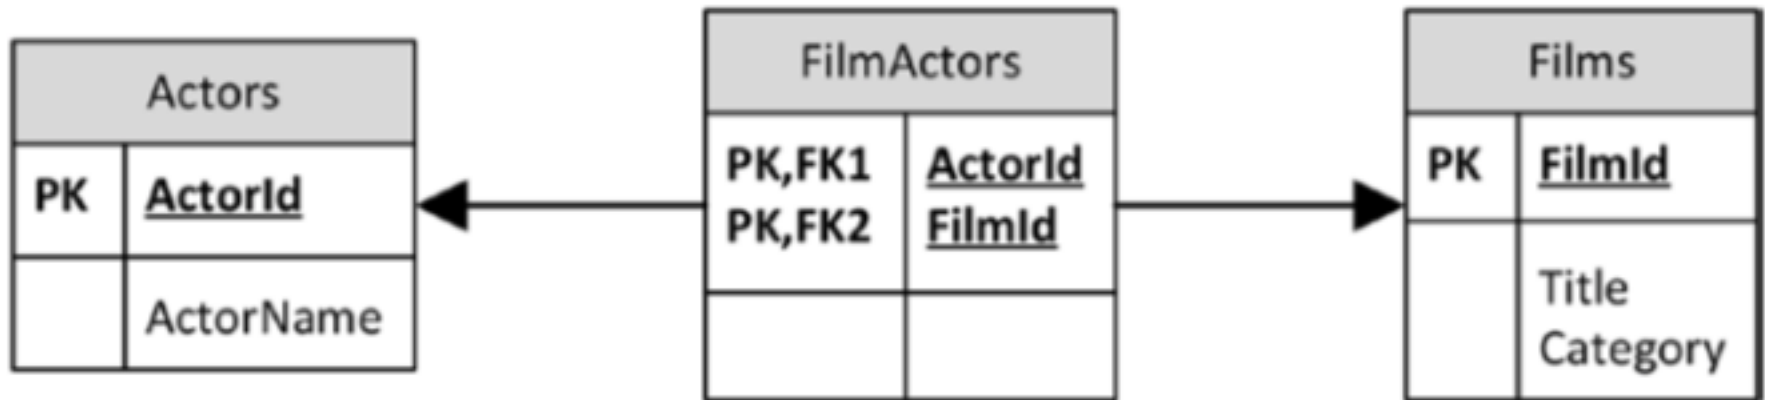 Actors
PK ActorId
ActorName
FilmActors
PK,FK1 ActorId
PK,FK2 FilmId
Films
PK FilmId
Title
Category